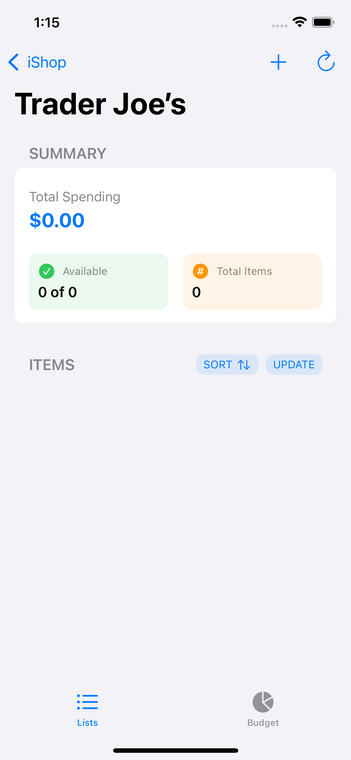 1:15
iShop
Trader Joe’s
SUMMARY
Total Spending
$0.00
Available
0 of 0
# Total Items
0
ITEMS
SORT
UPDATE
Lists
Budget